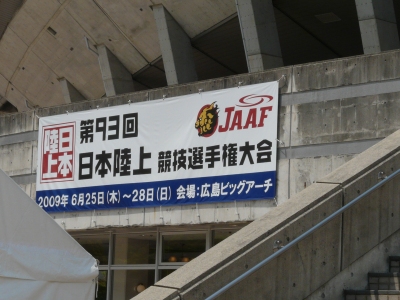 日本
陸上
第93回
日本陸上 競技選手権大会
JAAF
2009年 6月25日(木)〜28日(日) 会場:広島ビッグアーチ